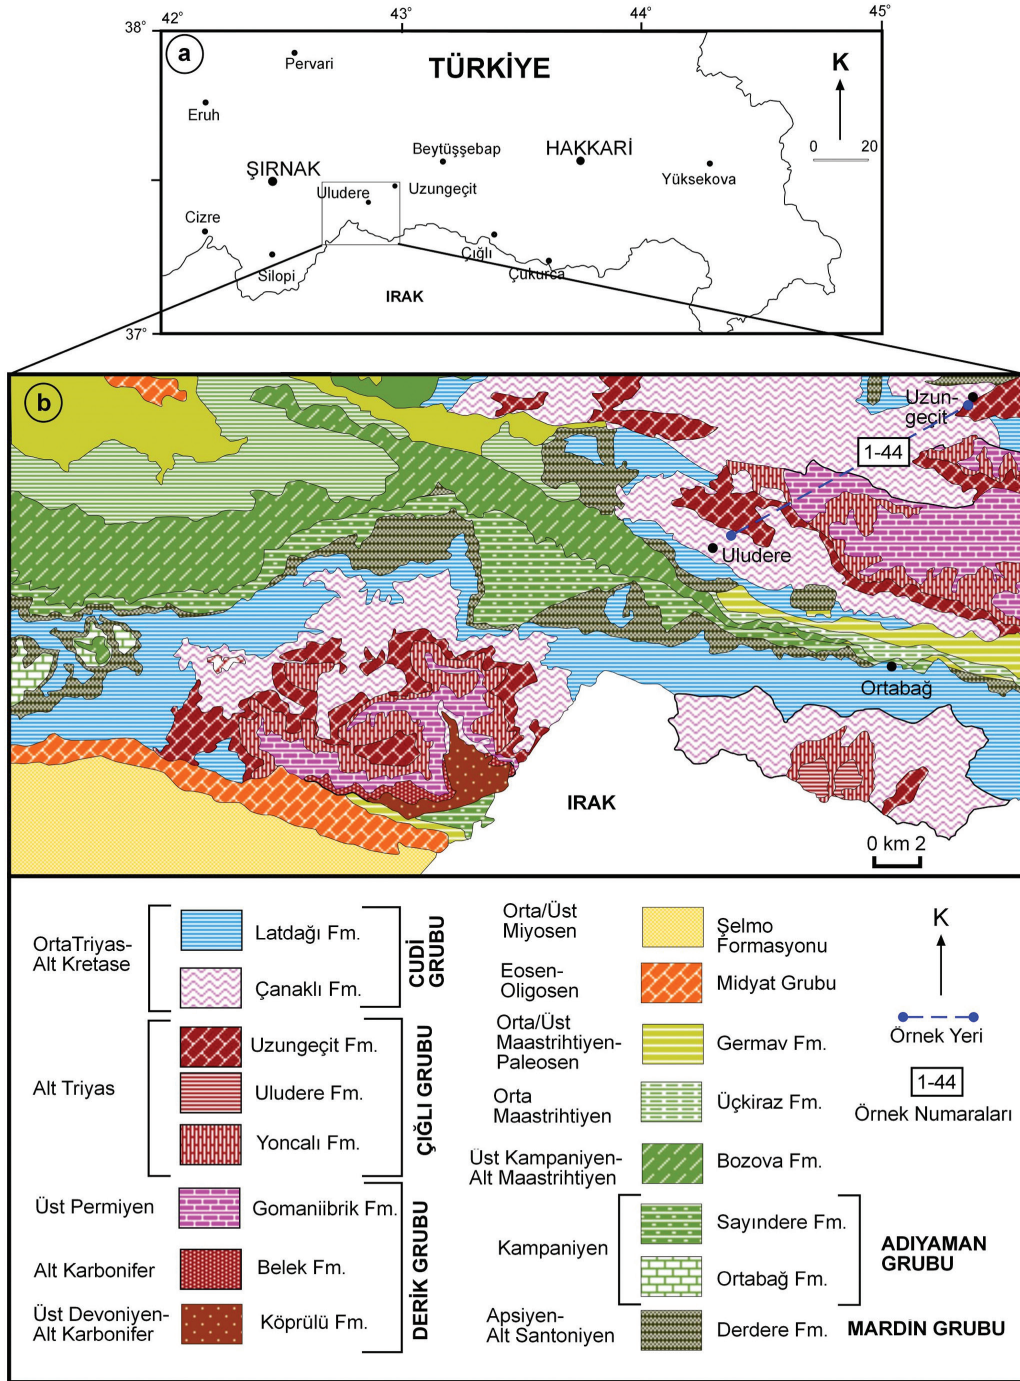 42°
43°
44°
45°
38°
a
Pervari
TÜRKİYE
K
Eruh
0 20
Beytüşşebap
HAKKARİ
ŞIRNAK
Yüksekova
Uludere
Uzungeçit
Cizre
Çığlı
Silopi
Çukurca
IRAK
37°
b
Uzun-
geçit
1-44
Uludere
Ortabağ
IRAK
0 km 2
OrtaTriyas-
Alt Kretase
Latdağı Fm.
Çanaklı Fm.
CUDİ
GRUBU
Alt Triyas
Uzungeçit Fm.
Uludere Fm.
Yoncalı Fm.
ÇIĞLI GRUBU
Üst Permiyen
Gomaniibrik Fm.
Alt Karbonifer
Belek Fm.
Üst Devoniyen-
Alt Karbonifer
Köprülü Fm.
DERİK GRUBU
Orta/Üst
Miyosen
Şelmo
Formasyonu
Eosen-
Oligosen
Midyat Grubu
Orta/Üst
Maastrihtiyen-
Paleosen
Germav Fm.
Orta
Maastrihtiyen
Üçkiraz Fm.
Üst Kampaniyen-
Alt Maastrihtiyen
Bozova Fm.
Kampaniyen
Sayındere Fm.
Ortabağ Fm.
ADIYAMAN
GRUBU
Apsiyen-
Alt Santoniyen
Derdere Fm.
MARDİN GRUBU
K
Örnek Yeri
1-44
Örnek Numaraları